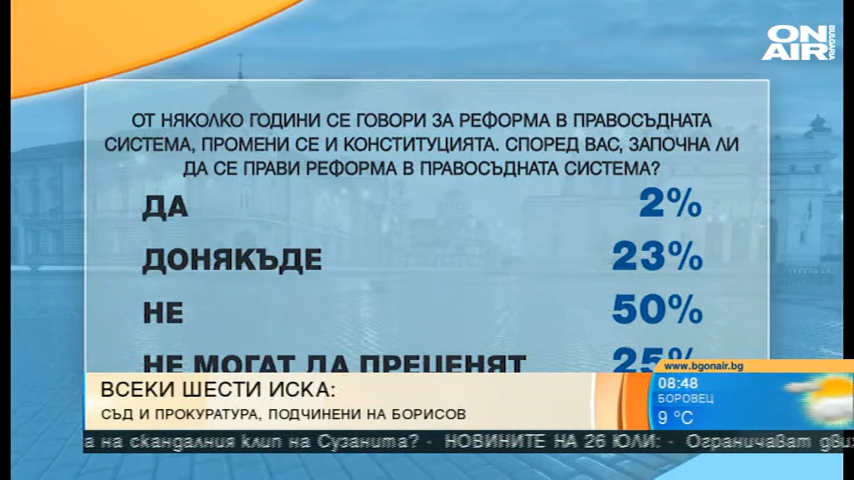 ON
AIR
BULGARIA
ОТ НЯКОЛКО ГОДИНИ СЕ ГОВОРИ ЗА РЕФОРМА В ПРАВОСЪДНАТА
СИСТЕМА, ПРОМЕНИ СЕ И КОНСТИТУЦИЯТА. СПОРЕД ВАС, ЗАПОЧНА ЛИ
ДА СЕ ПРАВИ РЕФОРМА В ПРАВОСЪДНАТА СИСТЕМА?
ДА 2%
ДОНЯКЪДЕ 23%
НЕ 50%
НЕ МОГАТ ДА ПРЕЦЕНЯТ 25%
ВСЕКИ ШЕСТИ ИСКА:
СЪД И ПРОКУРАТУРА, ПОДЧИНЕНИ НА БОРИСОВ
www.bgonair.bg
08:48
БОРОВЕЦ
9 °C
а на скандалния клип на Сузанита? - НОВИНИТЕ НА 26 ЮЛИ: - Ограничават движ